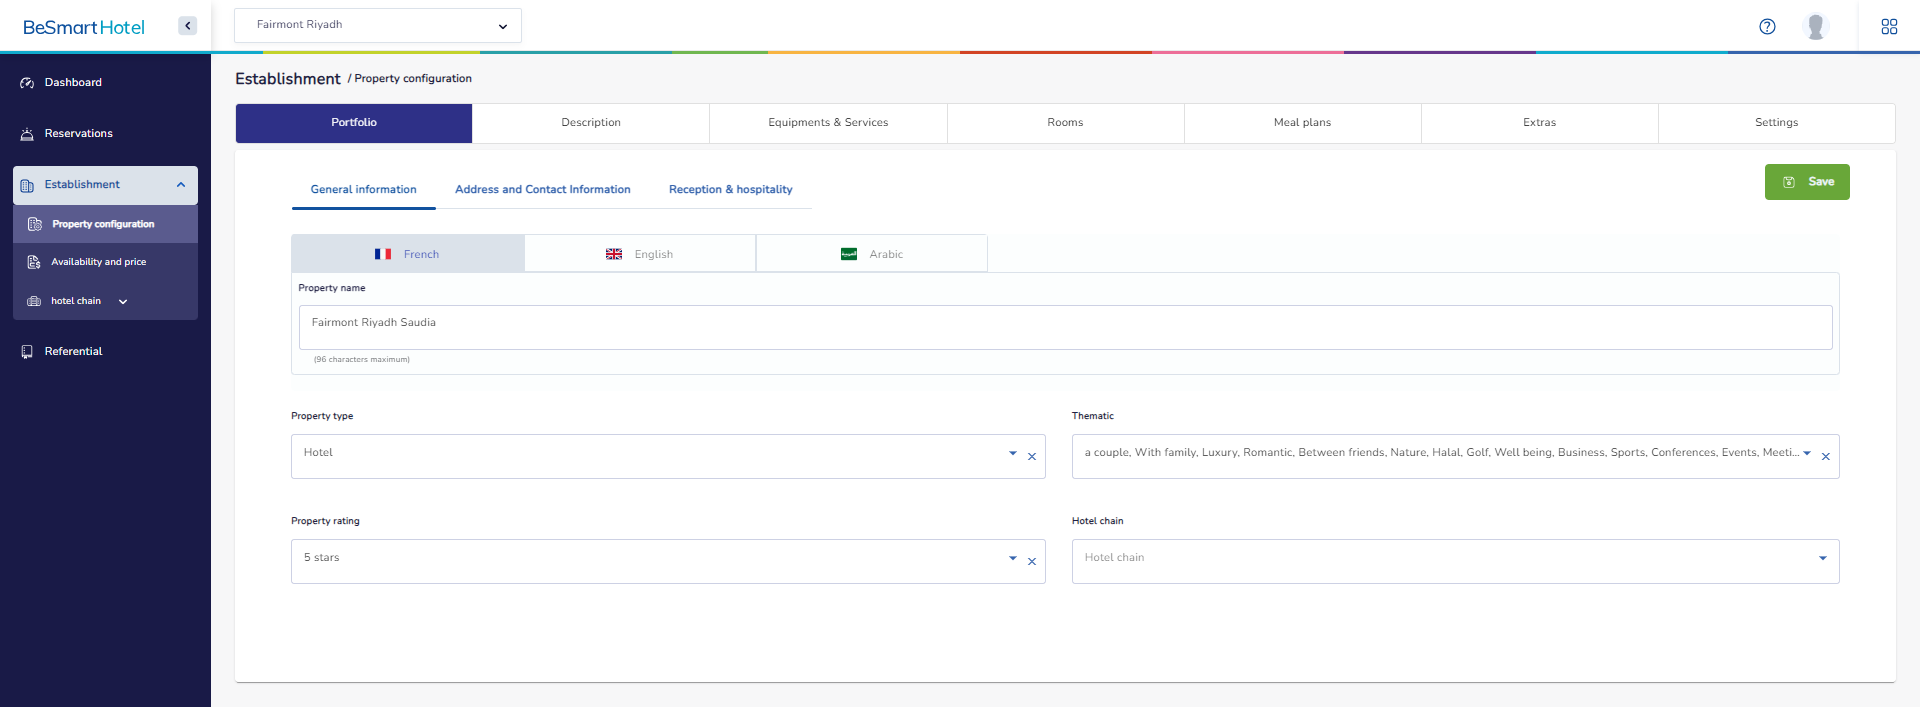 BeSmart Hotel
Fairmont Riyadh
Dashboard
Reservations
Establishment
Property configuration
Availability and price
hotel chain
Referential
Establishment / Property configuration
Portfolio
Description
Equipments & Services
Rooms
Meal plans
Extras
Settings
General information
Address and Contact Information
Reception & hospitality
Save
French
English
Arabic
Property name
Fairmont Riyadh Saudia
(96 characters maximum)
Property type
Thematic
Hotel
a couple, With family, Luxury, Romantic, Between friends, Nature, Halal, Golf, Well being, Business, Sports, Conferences, Events, Meeti...
Property rating
Hotel chain
5 stars
Hotel chain